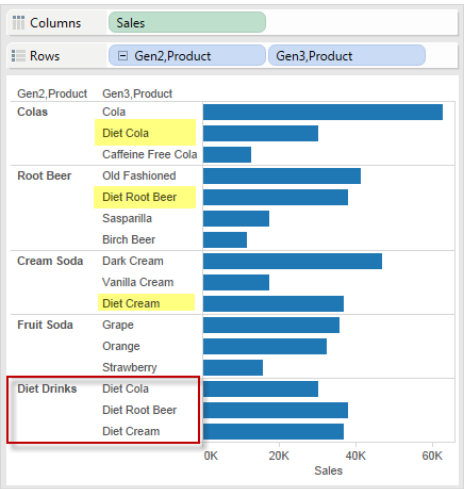 Columns Sales
Rows Gen2,Product Gen3,Product
Gen2,Product Gen3,Product
Colas Cola
Diet Cola
Caffeine Free Cola
Root Beer Old Fashioned
Diet Root Beer
Sasparilla
Birch Beer
Cream Soda Dark Cream
Vanilla Cream
Diet Cream
Fruit Soda Grape
Orange
Strawberry
Diet Drinks Diet Cola
Diet Root Beer
Diet Cream
0K 20K 40K 60K
Sales